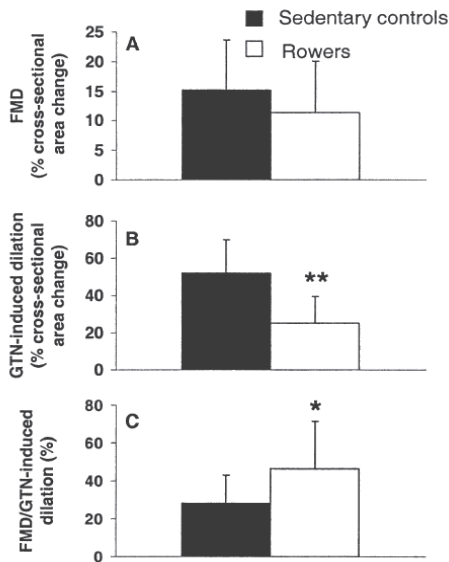 Sedentary controls
Rowers
A
FMD
(% cross-sectional
area change)
25
20
15
10
5
0
B
GTN-induced dilation
(% cross-sectional
area change)
80
60
40
20
0
**
C
FMD/GTN-induced
dilation (%)
80
60
40
20
0
*